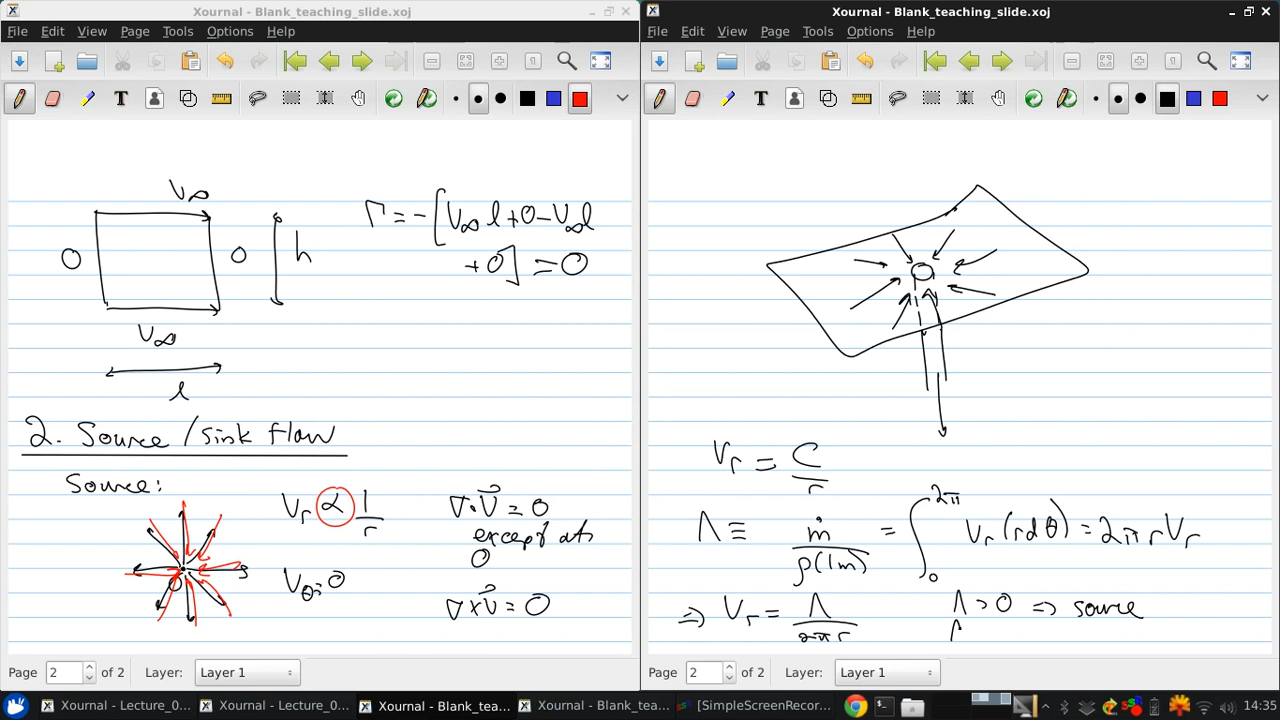 Xournal - Blank_teaching_slide.xoj
File Edit View Page Tools Options Help
V∞
0 0 h
V∞
l
Γ = -[V∞ l + 0 - V∞ l
+ 0] = 0
2. Source/sink flow
Source:
Vr ∝ 1/r
Vθ = 0
∇·V⃗ = 0
except at
0
∇×V⃗ = 0
0
Page 2 of 2 Layer: Layer 1
Xournal - Blank_teaching_slide.xoj
File Edit View Page Tools Options Help
Vr = C/r
Λ ≡ ṁ/ρ(1m) = ∫₀^2π Vr (r dθ) = 2πr Vr
⇒ Vr = Λ/2πr Λ > 0 ⇒ source
Λ
Page 2 of 2 Layer: Layer 1
Xournal - Lecture_0... Xournal - Lecture_0... Xournal - Blank_tea... Xournal - Blank_tea... [SimpleScreenRecor... 14:35